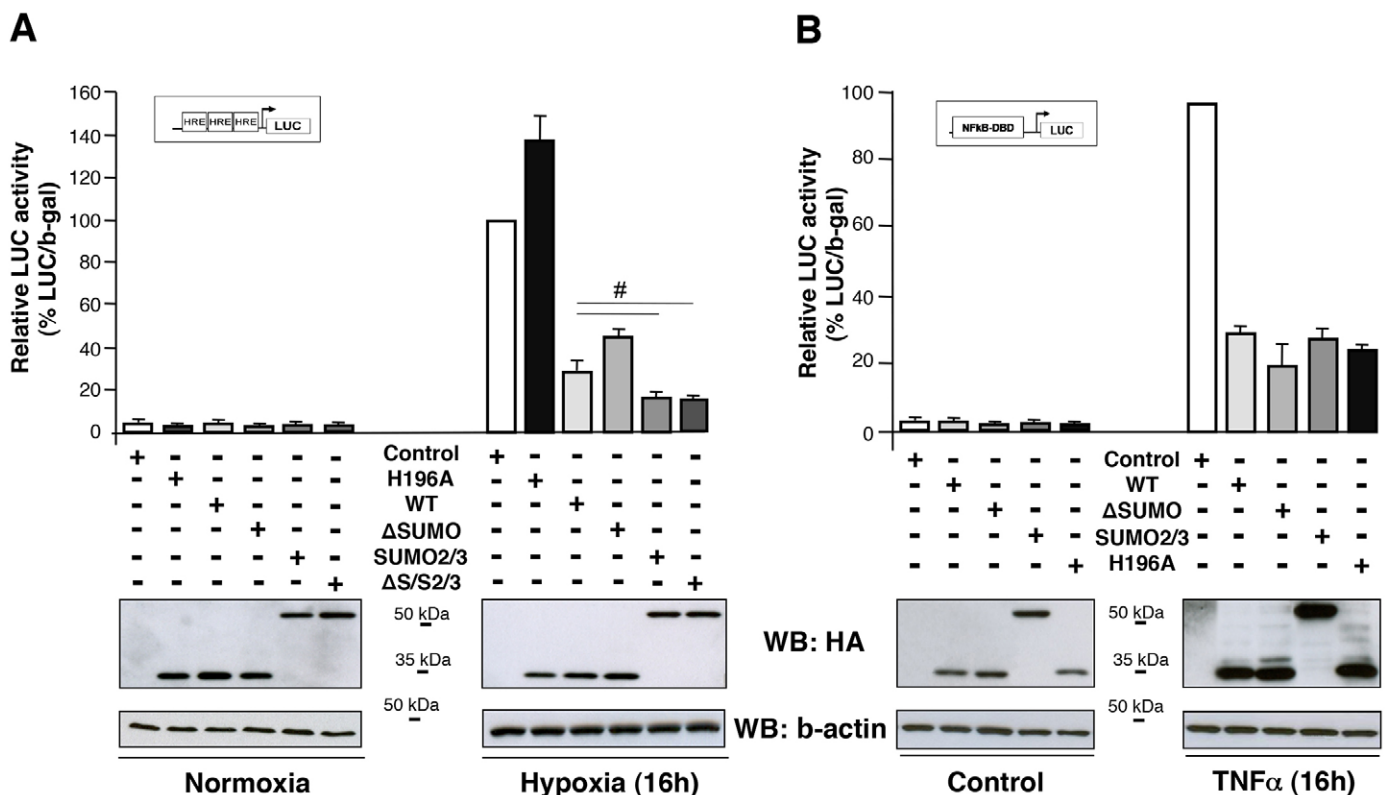 A
B
160
140
120
100
80
60
40
20
0
Relative LUC activity
(% LUC/b-gal)
HRE HRE HRE LUC
#
100
80
60
40
20
0
Relative LUC activity
(% LUC/b-gal)
NFkB-DBD LUC
+ - - - - - Control + - - - - -
- + - - - - H196A - + - - - -
- - + - - - WT - - + - - -
- - - + - - ΔSUMO - - - + - -
- - - - + - SUMO2/3 - - - - + -
- - - - - + ΔS/S2/3 - - - - - +
+ - - - - Control + - - - -
- + - - - WT - + - - -
- - + - - ΔSUMO - - + - -
- - - + - SUMO2/3 - - - + -
- - - - + H196A - - - - +
50 kDa
35 kDa
50 kDa
WB: HA
WB: b-actin
50 kDa
35 kDa
50 kDa
Normoxia
Hypoxia (16h)
Control
TNFα (16h)